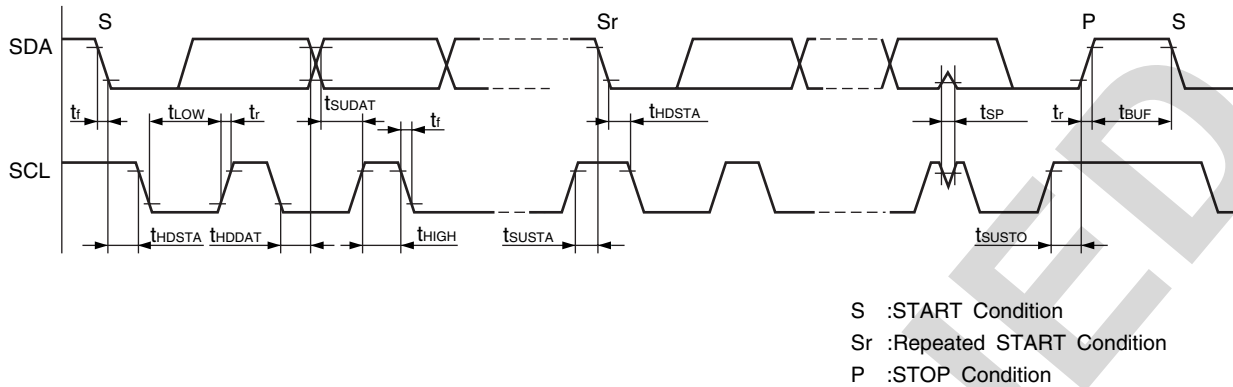 S Sr P S
SDA
tf tLOW tr tSUDAT tf tHDSTA tSP tr tBUF
SCL
tHDSTA tHDDAT tHIGH tSUSTA tSUSTO
S :START Condition
Sr :Repeated START Condition
P :STOP Condition